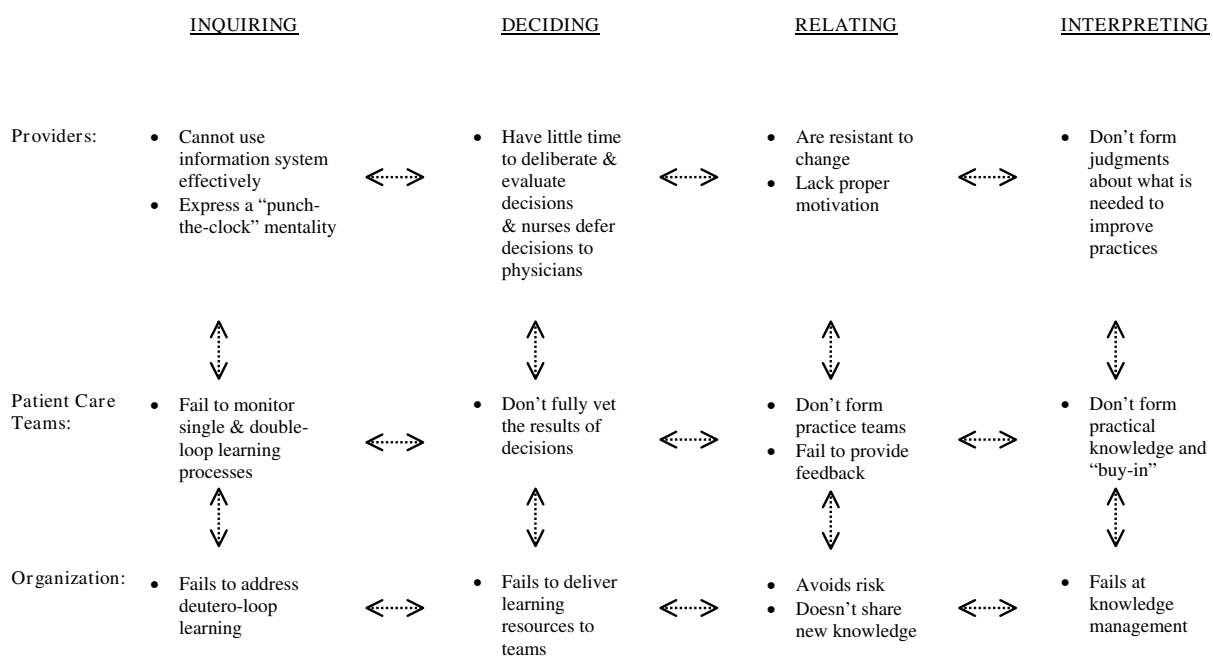 INQUIRING
DECIDING
RELATING
INTERPRETING
Providers:
• Cannot use
information system
effectively
• Express a “punch-
the-clock” mentality
• Have little time
to deliberate &
evaluate
decisions
& nurses defer
decisions to
physicians
• Are resistant to
change
• Lack proper
motivation
• Don’t form
judgments
about what is
needed to
improve
practices
Patient Care
Teams:
• Fail to monitor
single & double-
loop learning
processes
• Don’t fully vet
the results of
decisions
• Don’t form
practice teams
• Fail to provide
feedback
• Don’t form
practical
knowledge and
“buy-in”
Organization:
• Fails to address
deutero-loop
learning
• Fails to deliver
learning
resources to
teams
• Avoids risk
• Doesn’t share
new knowledge
• Fails at
knowledge
management